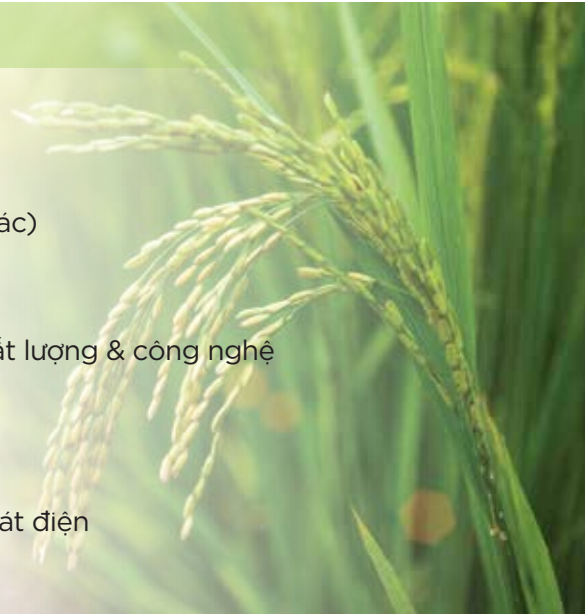 ác)
ất lượng & công nghệ
át điện